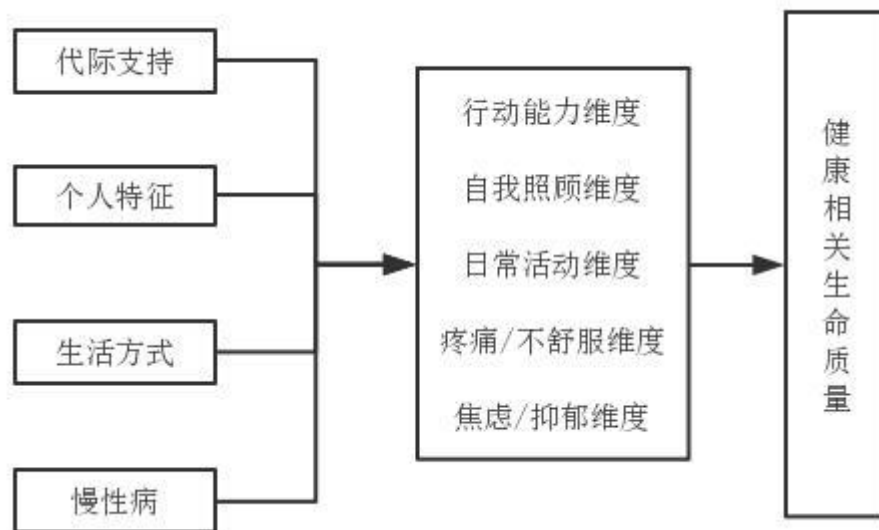 代际支持
个人特征
生活方式
慢性病
行动能力维度
自我照顾维度
日常活动维度
疼痛/不舒服维度
焦虑/抑郁维度
健康相关生命质量